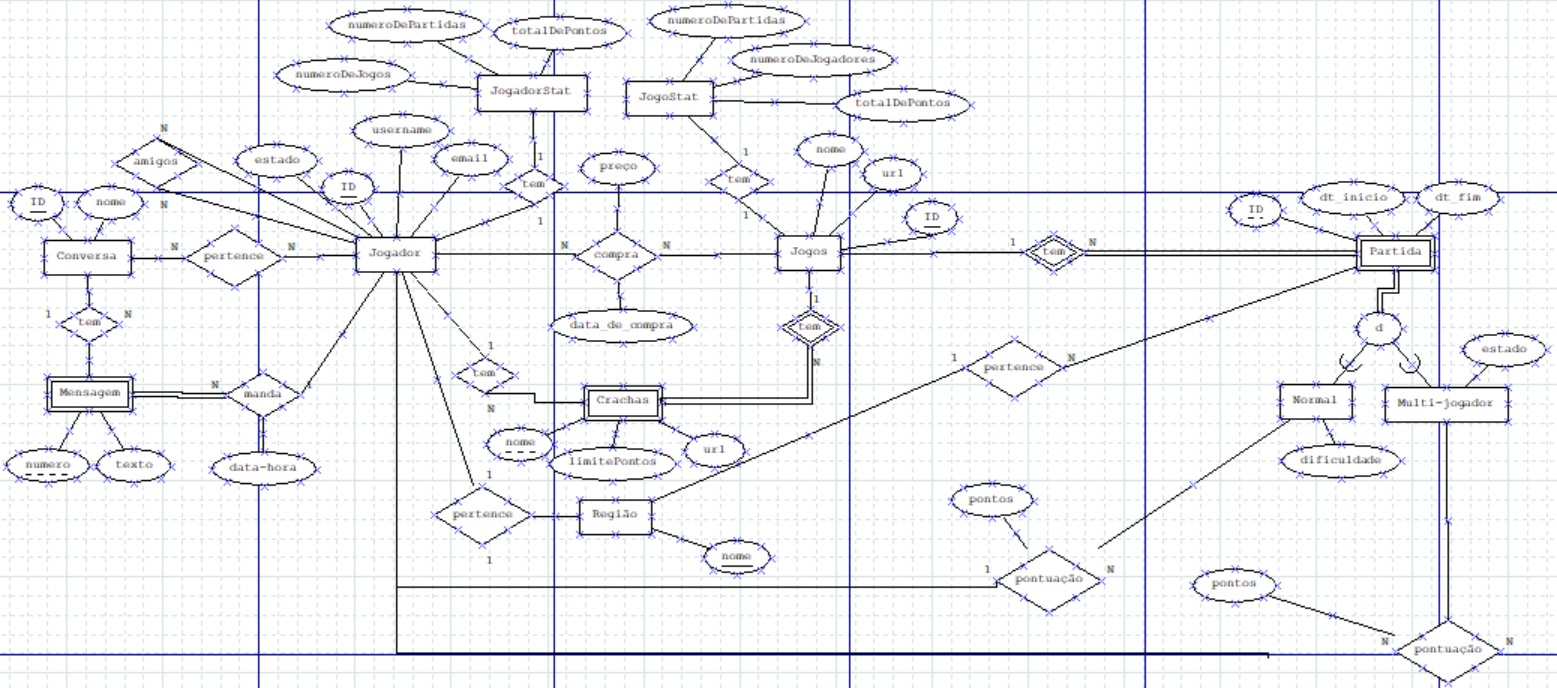 numeroDePartidas
totalDePontos
numeroDePartidas
numeroDeJogos
JogadorStat
JogoStat
numeroDeJogadores
totalDePontos
N
amigos
N
estado
username
email
ID
1
tem
1
preço
1
tem
1
nome
url
ID
ID
nome
Conversa
N
pertence
N
Jogador
N
compra
N
Jogos
1
tem
N
ID
dt_inicio
dt_fim
Partida
1
tem
N
data_de_compra
1
tem
N
d
estado
Mensagem
N
manda
1
1
tem
N
Crachas
1
pertence
N
Normal
Multi-jogador
numero
texto
data-hora
nome
limitePontos
url
dificuldade
1
pertence
1
Região
nome
pontos
1
pontuação
N
pontos
N
pontuação
N